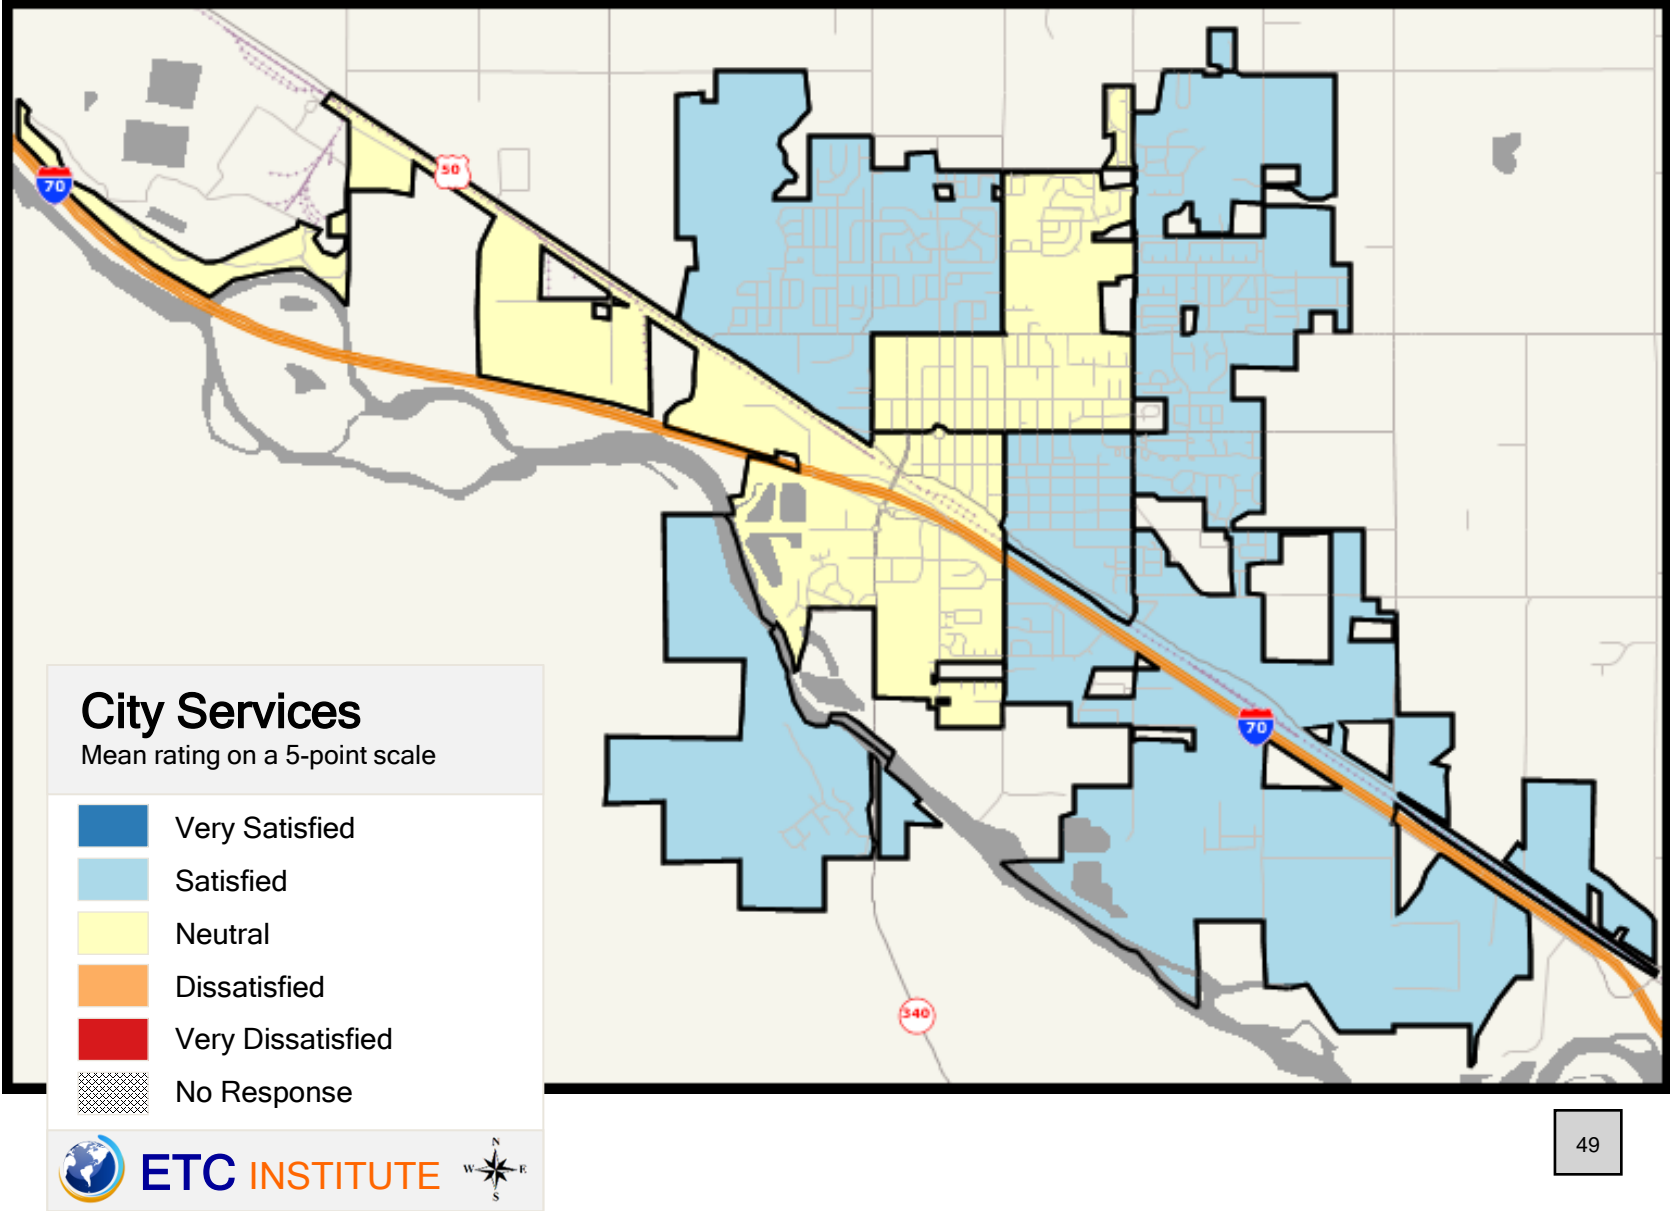 50
70
70
340
City Services
Mean rating on a 5-point scale
Very Satisfied
Satisfied
Neutral
Dissatisfied
Very Dissatisfied
No Response
ETC INSTITUTE
N
W E
S
49